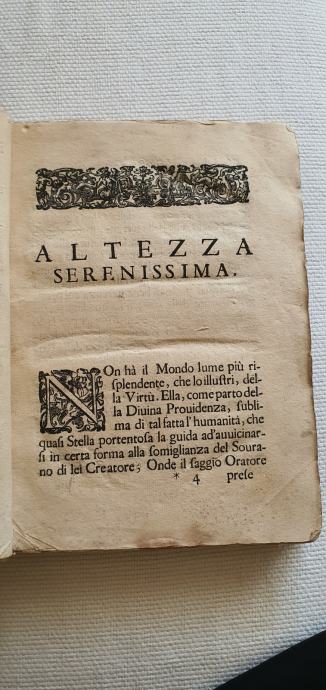 ALTEZZA
SERENISSIMA.
NOn hà il Mondo lume più ri-
splendente, che lo illustri, del-
la Virtù. Ella, come parto del-
la Diuina Prouidenza, subli-
ma di tal fatta l'humanità, che
quasi Stella portentosa la guida ad'auuicinar-
si in certa forma alla somiglianza del Soura-
no di lei Creatore; Onde il saggio Oratore
* 4 prese